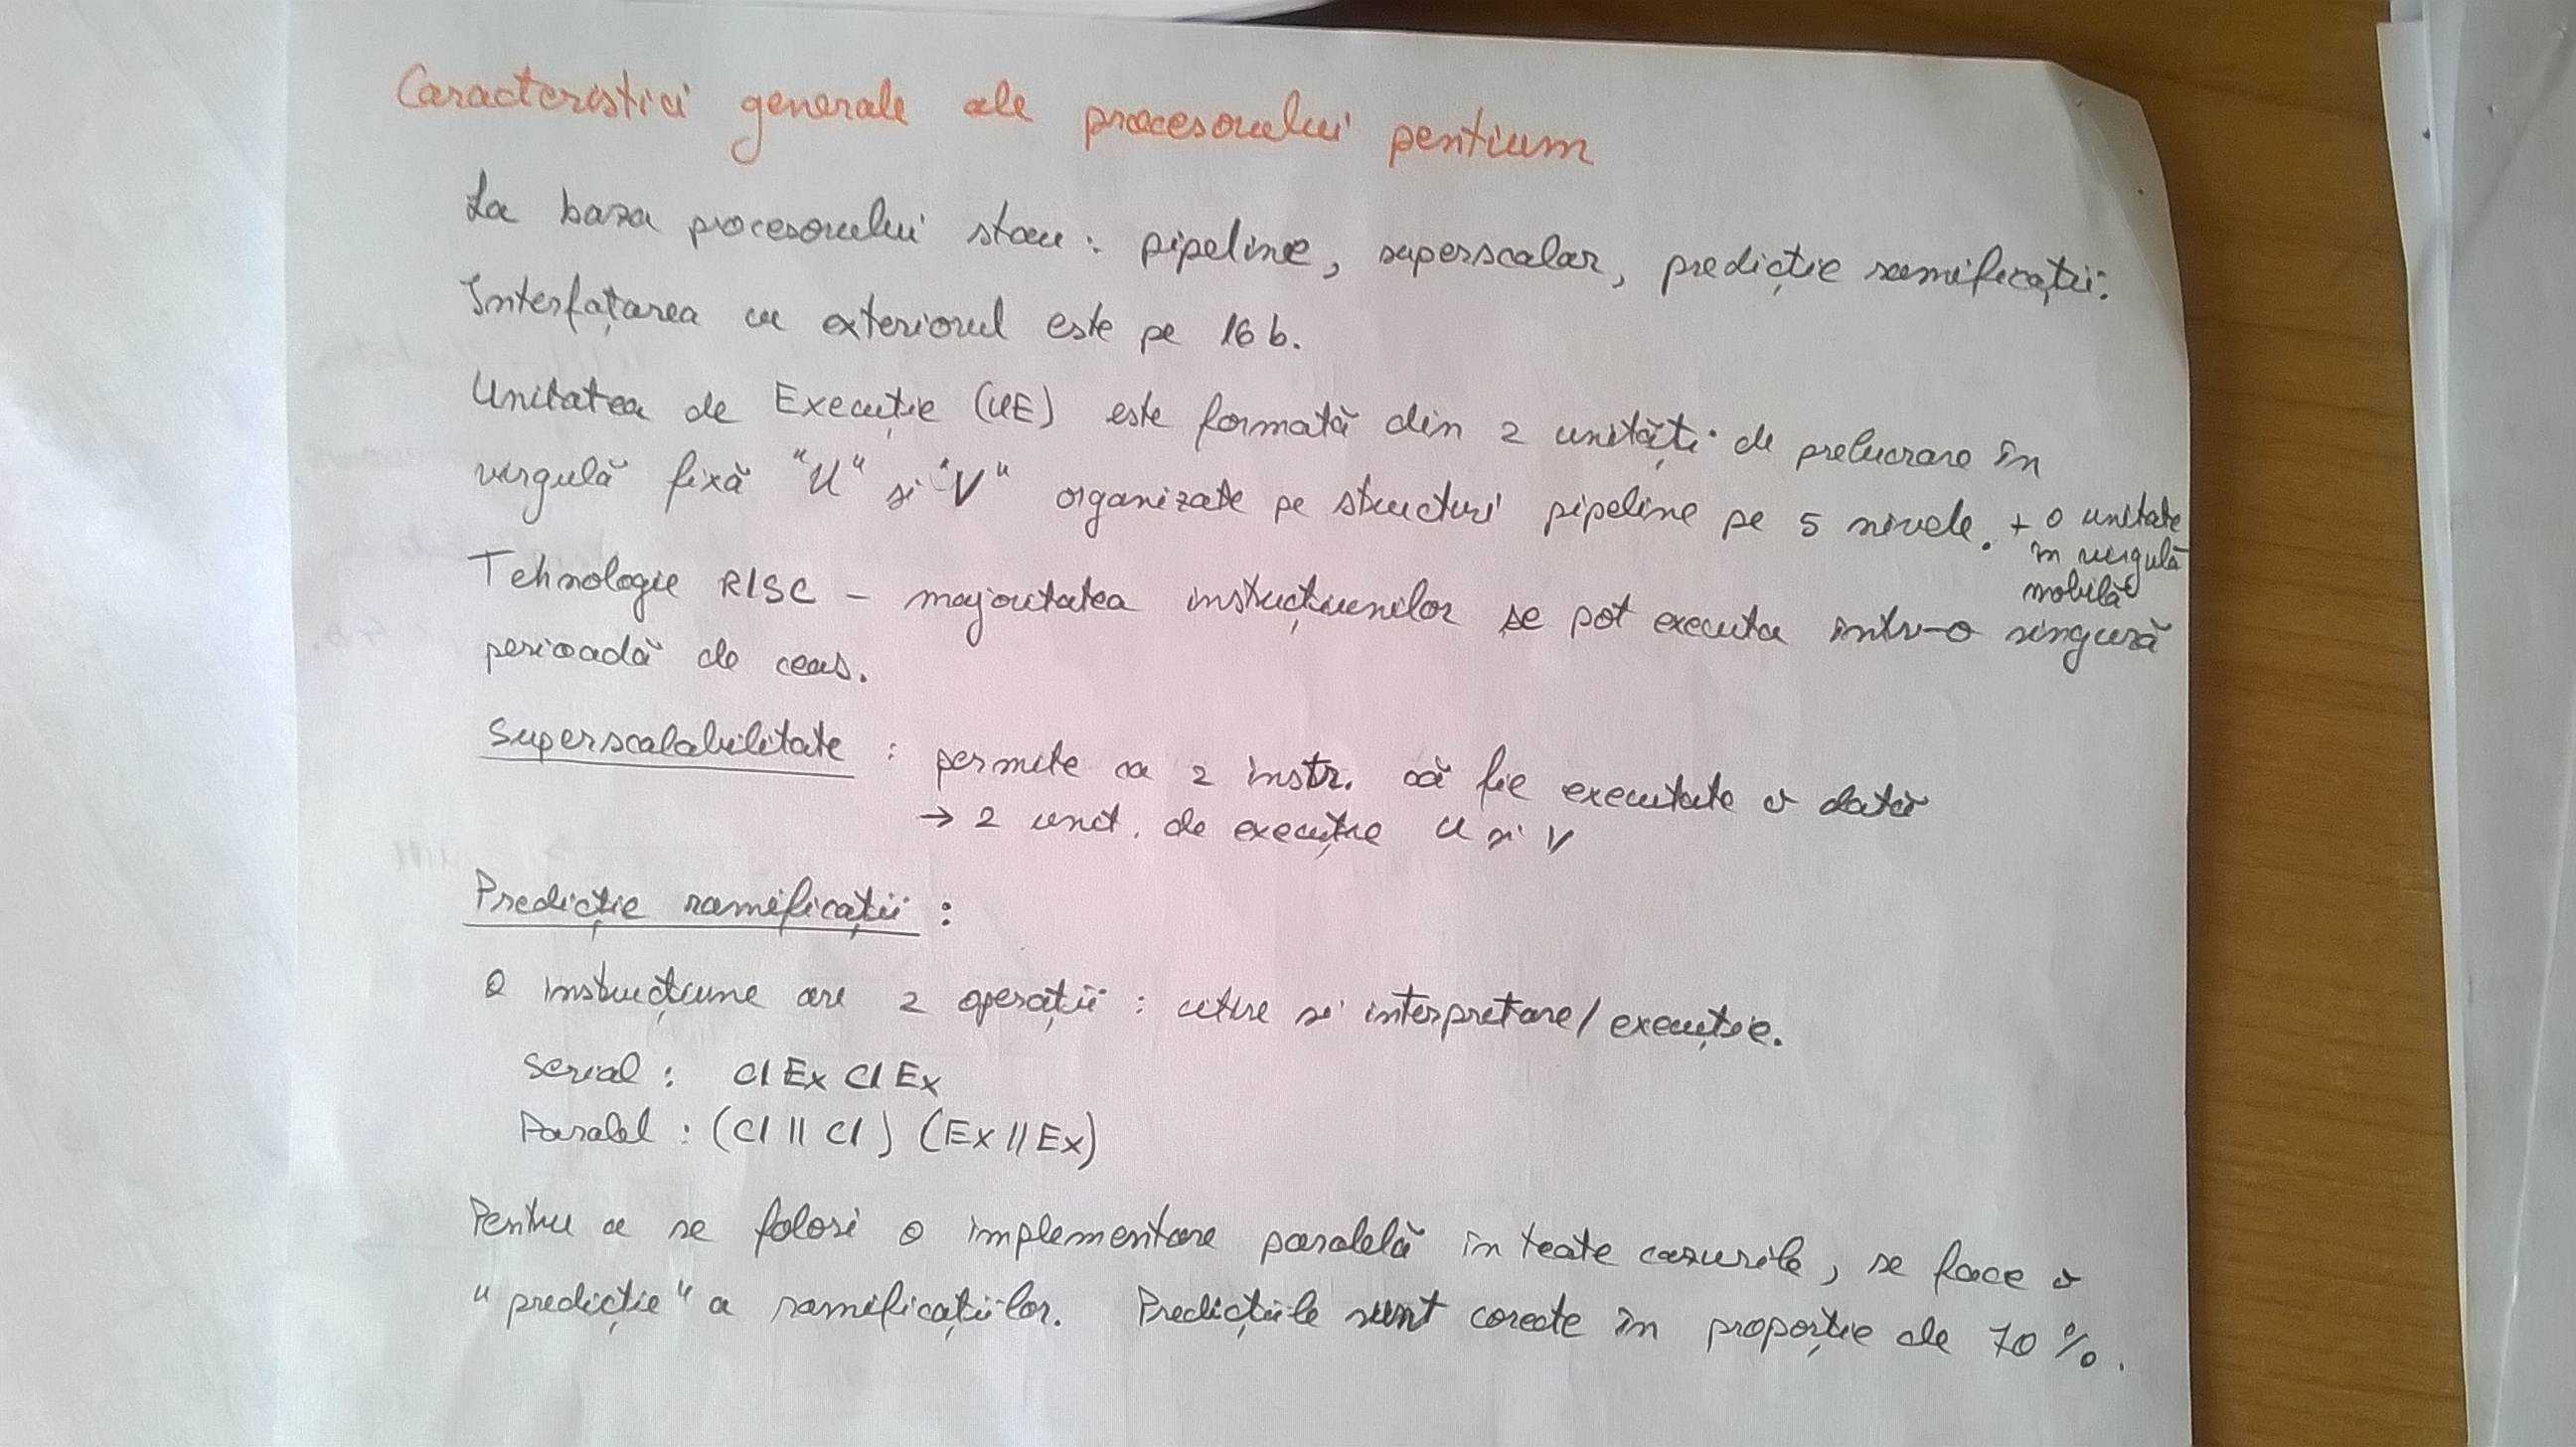 Caracteristici generale ale procesorului pentium
La baza procesorului stau : pipeline, superscalar, predicție ramificații.
Interfațarea cu exteriorul este pe 16 b.
Unitatea de Execuție (UE) este formată din 2 unități de prelucrare în
virgulă fixă "U" și "V" organizate pe structuri pipeline pe 5 nivele. + o unitate
în virgulă
mobilă
Tehnologie RISC – majoritatea instrucțiunilor se pot executa într-o singură
perioadă de ceas.
Superscalabilitate : permite ca 2 instr. să fie executate o dată
→ 2 unit. de execuție U și V
Predicție ramificații :
O instrucțiune are 2 operații : citire și interpretare/execuție.
Serial : CI Ex CI Ex
Paralel : (CI || CI) (Ex || Ex)
Pentru a se folosi o implementare paralelă în toate cazurile, se face o
"predicție" a ramificațiilor. Predicțiile sunt corecte în proporție de 70 %.